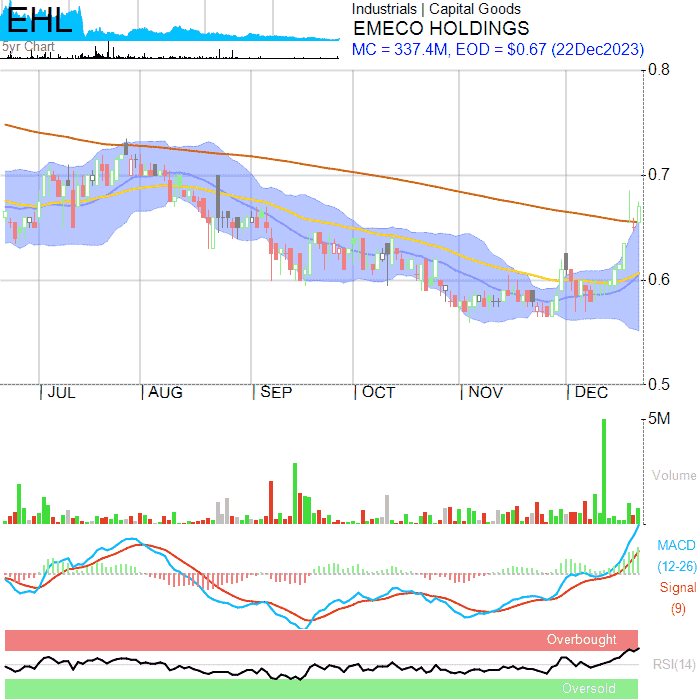 EHL
5yr Chart
Industrials | Capital Goods
EMECO HOLDINGS
MC = 337.4M, EOD = $0.67 (22Dec2023)
0.8
0.7
0.6
0.5
JUL AUG SEP OCT NOV DEC
5M
Volume
MACD
(12-26)
Signal
(9)
Overbought
RSI(14)
Oversold